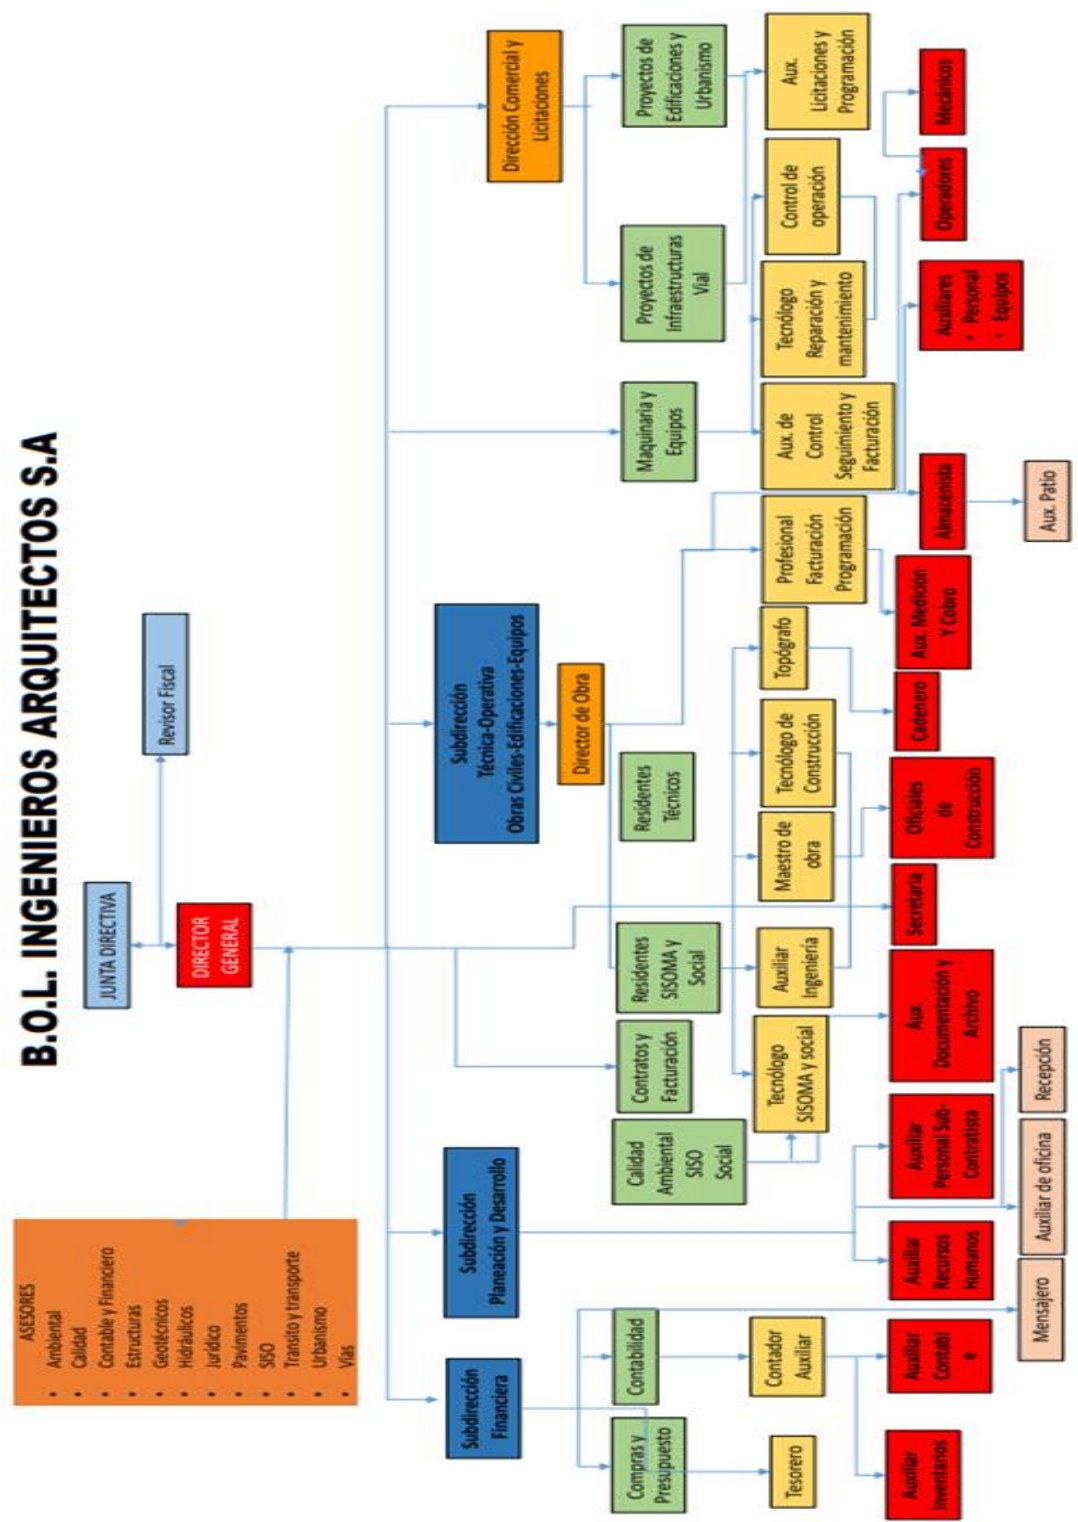 B.O.L. INGENIEROS ARQUITECTOS S.A
ASESORES
• Ambiental
• Calidad
• Contable y Financiero
• Estructuras
• Geotécnicos
• Hidráulicos
• Jurídico
• Pavimentos
• SISO
• Transito y transporte
• Urbanismo
• Vías
JUNTA DIRECTIVA
Revisor Fiscal
DIRECTOR
GENERAL
Subdirección
Financiera
Subdirección
Planeación y Desarrollo
Subdirección
Técnica-Operativa
Obras Civiles-Edificaciones-Equipos
Dirección Comercial y
Licitaciones
Director de Obra
Compras y
Presupuesto
Contabilidad
Calidad
Ambiental
SISO
Social
Contratos y
Facturación
Residentes
SISOMA y
Social
Residentes
Técnicos
Maquinaria y
Equipos
Proyectos de
Infraestructuras
Vial
Proyectos de
Edificaciones y
Urbanismo
Tesorero
Contador
Auxiliar
Tecnólogo
SISOMA y social
Auxiliar
Ingeniería
Maestro de
obra
Tecnólogo de
Construcción
Topógrafo
Profesional
Facturación
Programación
Aux. de
Control
Seguimiento y
Facturación
Tecnólogo
Reparación y
mantenimiento
Control de
operación
Aux.
Licitaciones y
Programación
Auxiliar
Inventarios
Auxiliar
Contabl
e
Auxiliar
Recursos
Humanos
Auxiliar
Personal Sub-
Contratista
Aux.
Documentación y
Archivo
Secretaria
Oficiales
de
Construcción
Cadenero
Aux. Medición
Y Cobro
Almacenista
Auxiliares
• Personal
• Equipos
Operadores
Mecánicos
Mensajero
Auxiliar de oficina
Recepción
Aux. Patio